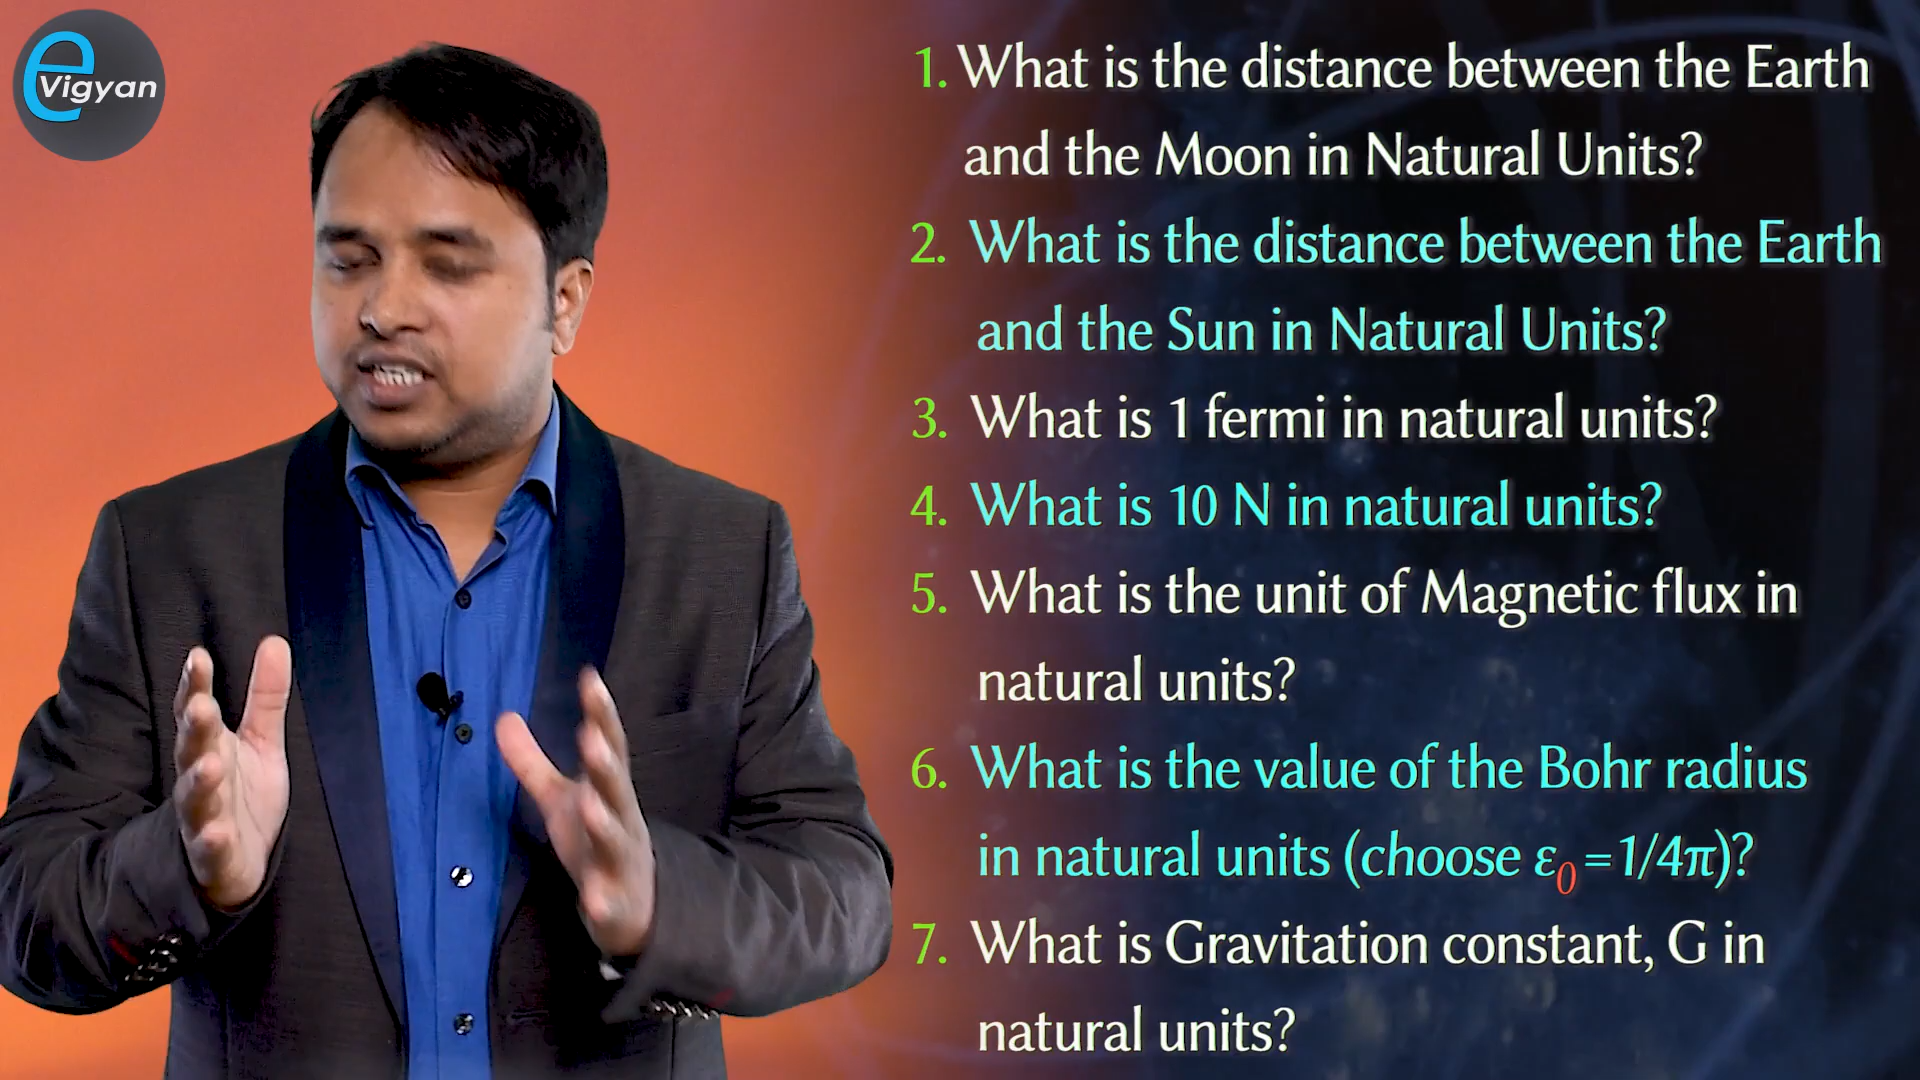 e
Vigyan
1. What is the distance between the Earth
and the Moon in Natural Units?
2. What is the distance between the Earth
and the Sun in Natural Units?
3. What is 1 fermi in natural units?
4. What is 10 N in natural units?
5. What is the unit of Magnetic flux in
natural units?
6. What is the value of the Bohr radius
in natural units (choose ε₀ = 1/4π)?
7. What is Gravitation constant, G in
natural units?